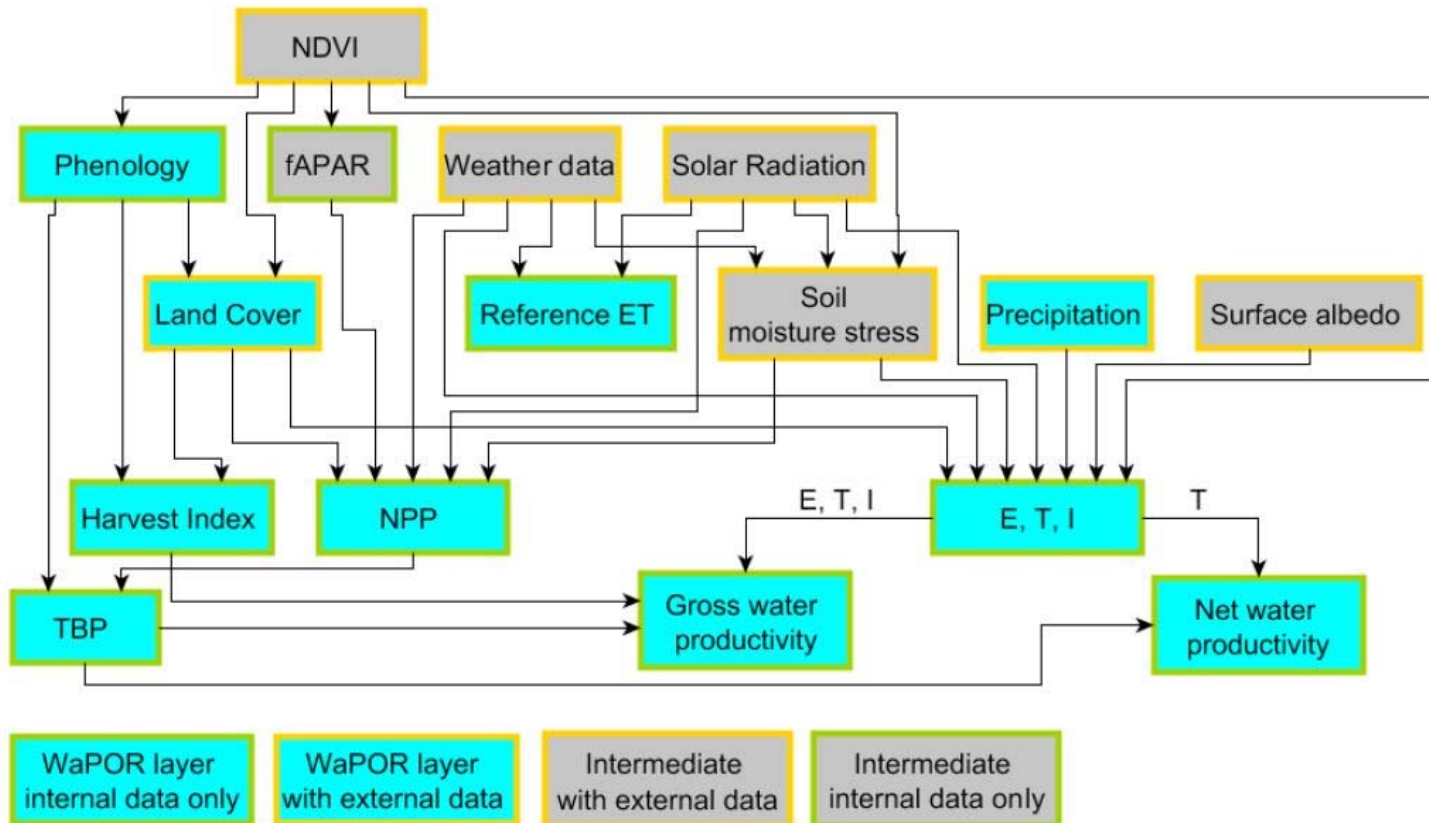 NDVI
Phenology
fAPAR
Weather data
Solar Radiation
Land Cover
Reference ET
Soil
moisture stress
Precipitation
Surface albedo
Harvest Index
NPP
E, T, I
E, T, I
T
TBP
Gross water
productivity
Net water
productivity
WaPOR layer
internal data only
WaPOR layer
with external data
Intermediate
with external data
Intermediate
internal data only